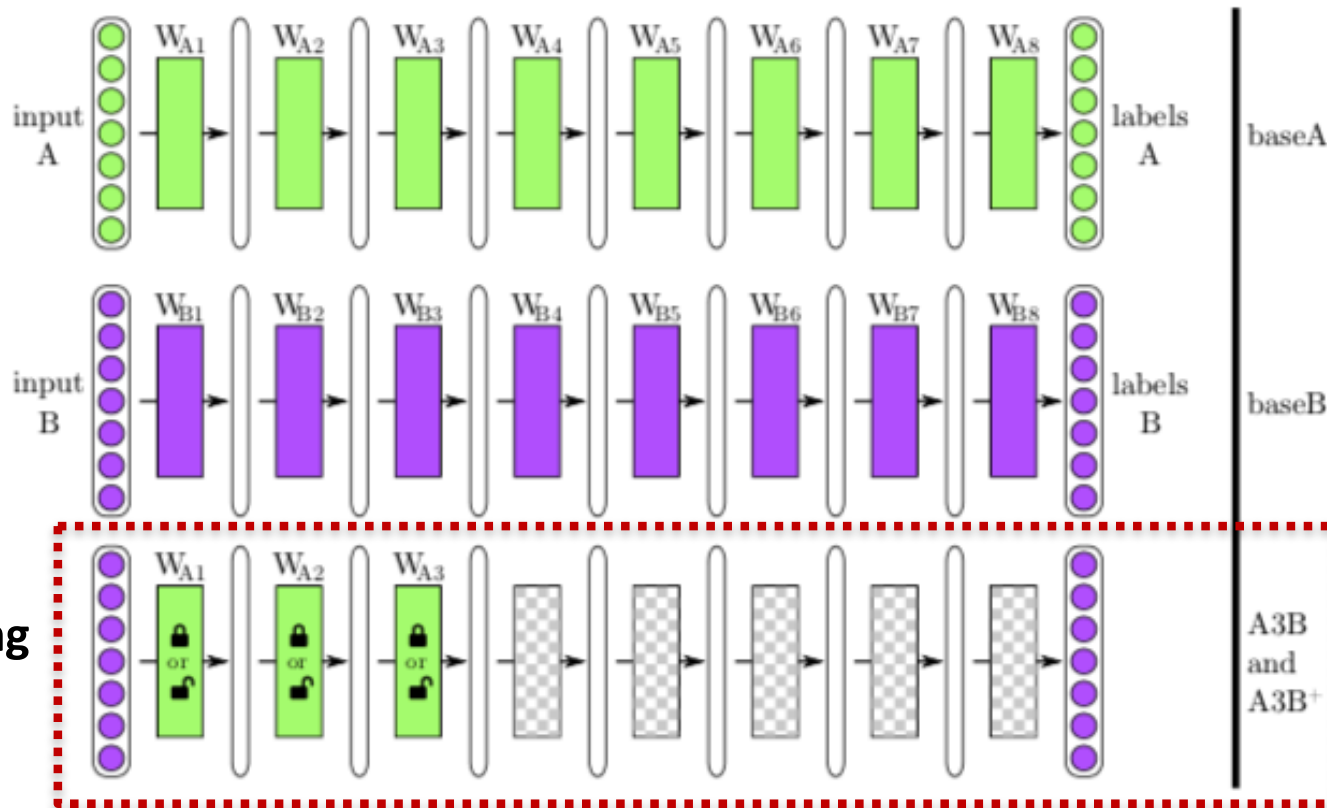 W_A1 W_A2 W_A3 W_A4 W_A5 W_A6 W_A7 W_A8
input
A
labels
A
baseA
W_B1 W_B2 W_B3 W_B4 W_B5 W_B6 W_B7 W_B8
input
B
labels
B
baseB
W_A1 W_A2 W_A3
or or or
ng
A3B
and
A3B⁺